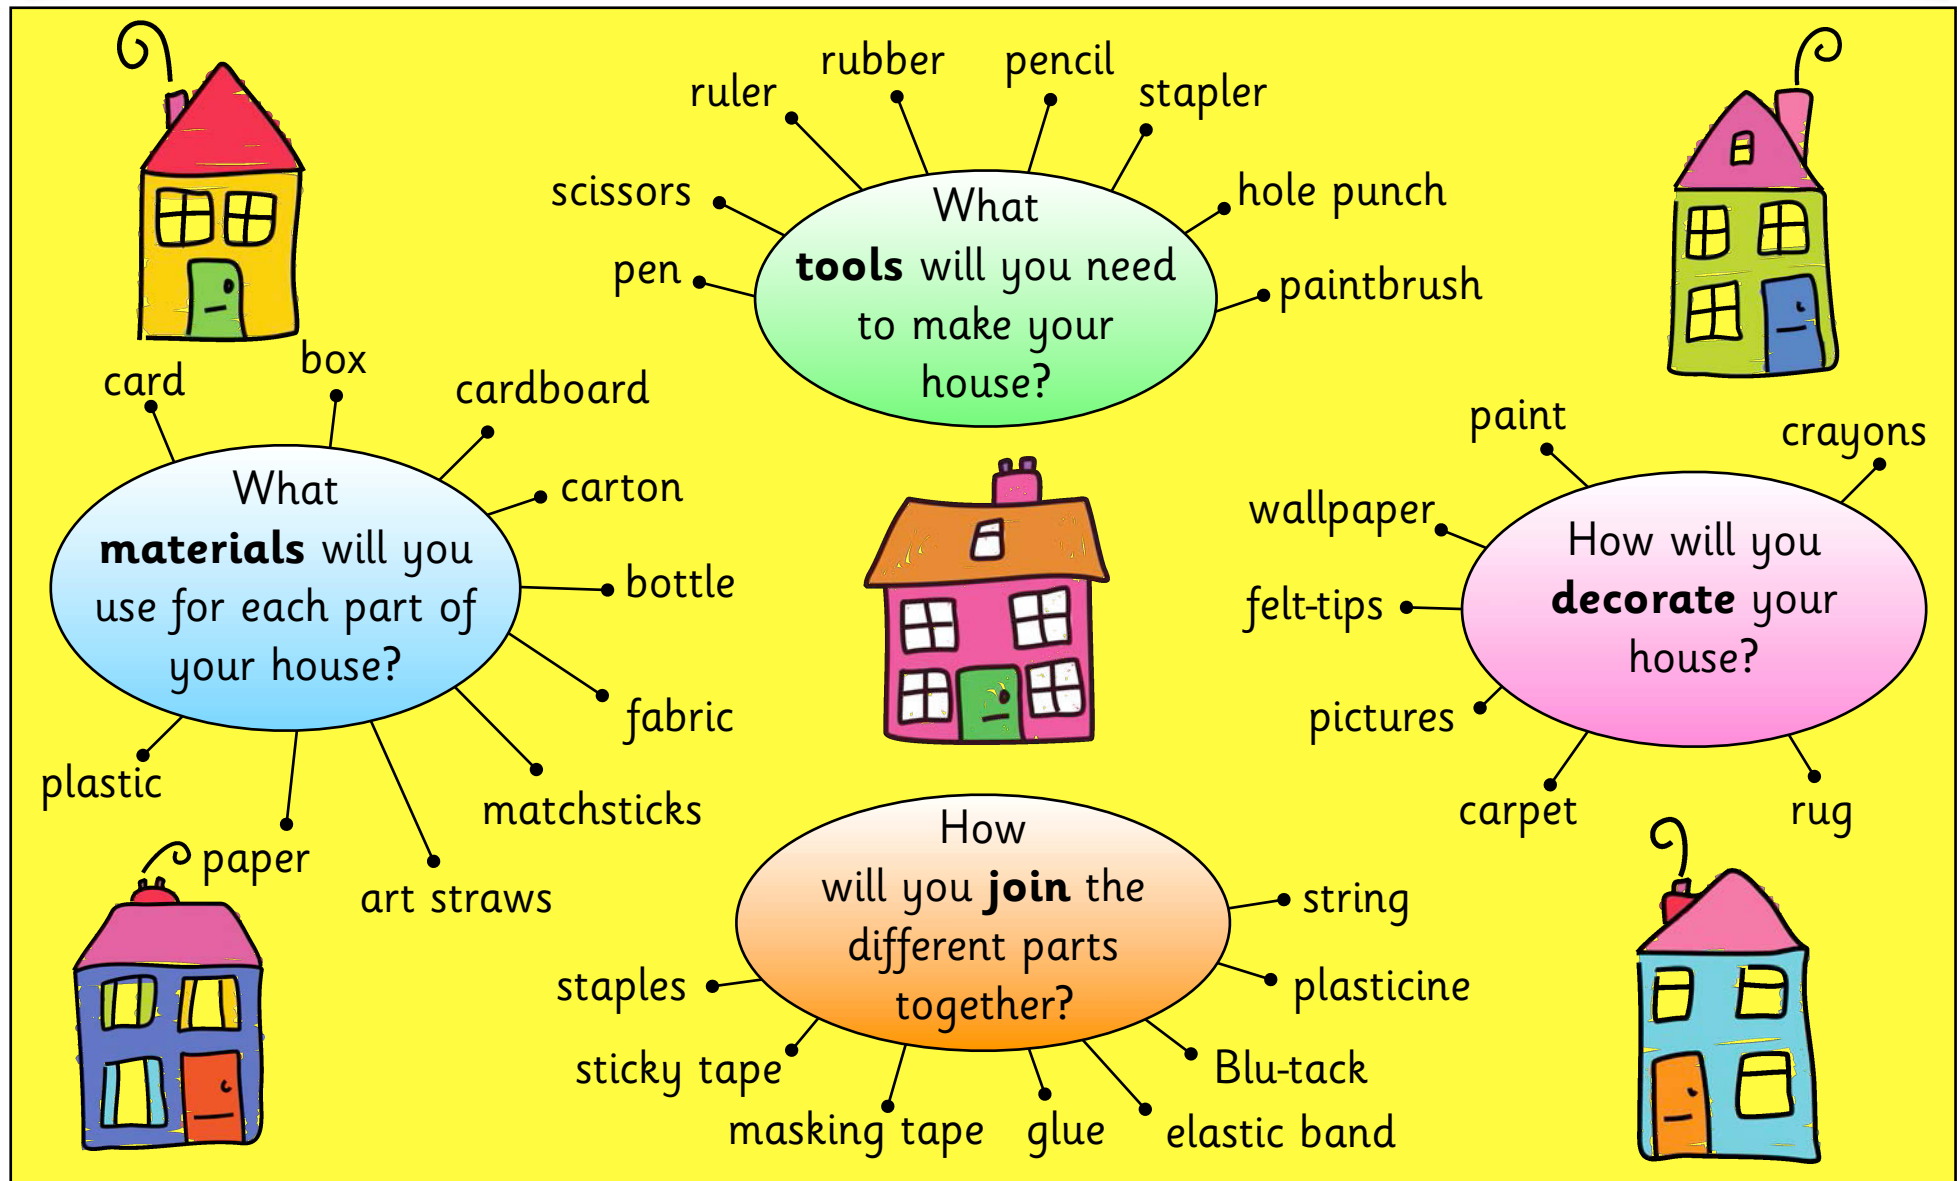 rubber
pencil
ruler
stapler
scissors
hole punch
pen
paintbrush
What
tools will you need
to make your
house?
card
box
cardboard
carton
bottle
fabric
matchsticks
art straws
paper
plastic
What
materials will you
use for each part of
your house?
paint
crayons
wallpaper
felt-tips
pictures
carpet
rug
How will you
decorate your
house?
How
will you join the
different parts
together?
string
plasticine
Blu-tack
elastic band
glue
masking tape
sticky tape
staples